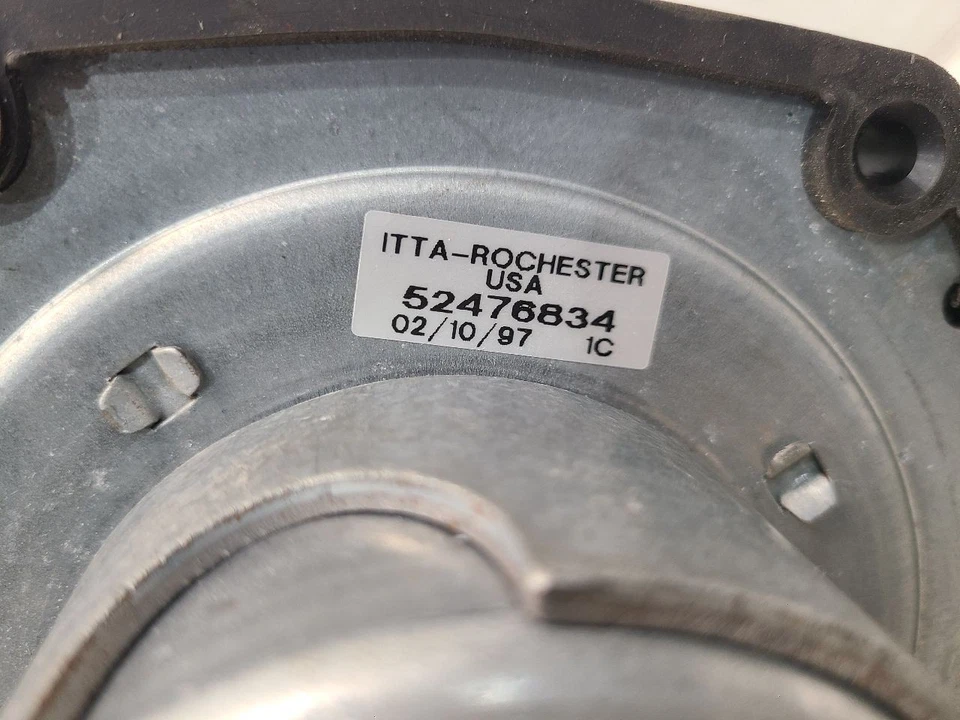 ITTA-ROCHESTER
USA
52476834
02/10/97 1C